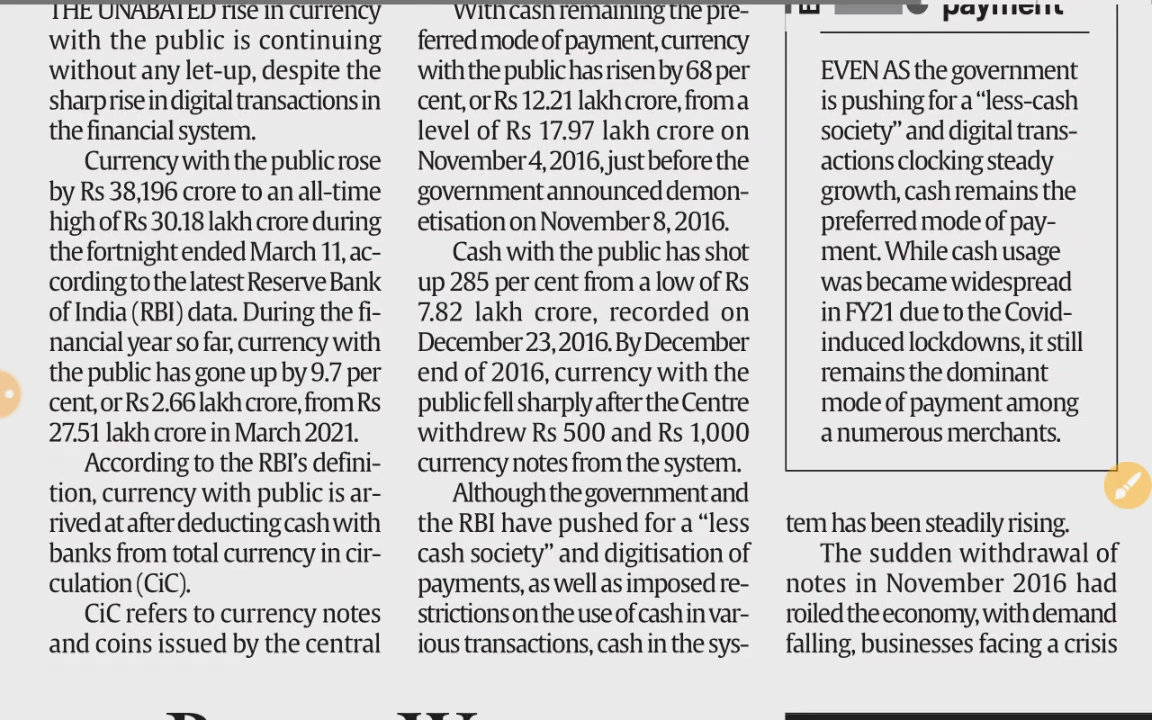 THE UNABATED rise in currency
with the public is continuing
without any let-up, despite the
sharp rise in digital transactions in
the financial system.
Currency with the public rose
by Rs 38,196 crore to an all-time
high of Rs 30.18 lakh crore during
the fortnight ended March 11, ac-
cording to the latest Reserve Bank
of India (RBI) data. During the fi-
nancial year so far, currency with
the public has gone up by 9.7 per
cent, or Rs 2.66 lakh crore, from Rs
27.51 lakh crore in March 2021.
According to the RBI's defini-
tion, currency with public is ar-
rived at after deducting cash with
banks from total currency in cir-
culation (CiC).
CiC refers to currency notes
and coins issued by the central
With cash remaining the pre-
ferred mode of payment, currency
with the public has risen by 68 per
cent, or Rs 12.21 lakh crore, from a
level of Rs 17.97 lakh crore on
November 4, 2016, just before the
government announced demon-
etisation on November 8, 2016.
Cash with the public has shot
up 285 per cent from a low of Rs
7.82 lakh crore, recorded on
December 23, 2016. By December
end of 2016, currency with the
public fell sharply after the Centre
withdrew Rs 500 and Rs 1,000
currency notes from the system.
Although the government and
the RBI have pushed for a “less
cash society” and digitisation of
payments, as well as imposed re-
strictions on the use of cash in var-
ious transactions, cash in the sys-
payment
EVEN AS the government
is pushing for a “less-cash
society” and digital trans-
actions clocking steady
growth, cash remains the
preferred mode of pay-
ment. While cash usage
was became widespread
in FY21 due to the Covid-
induced lockdowns, it still
remains the dominant
mode of payment among
a numerous merchants.
tem has been steadily rising.
The sudden withdrawal of
notes in November 2016 had
roiled the economy, with demand
falling, businesses facing a crisis